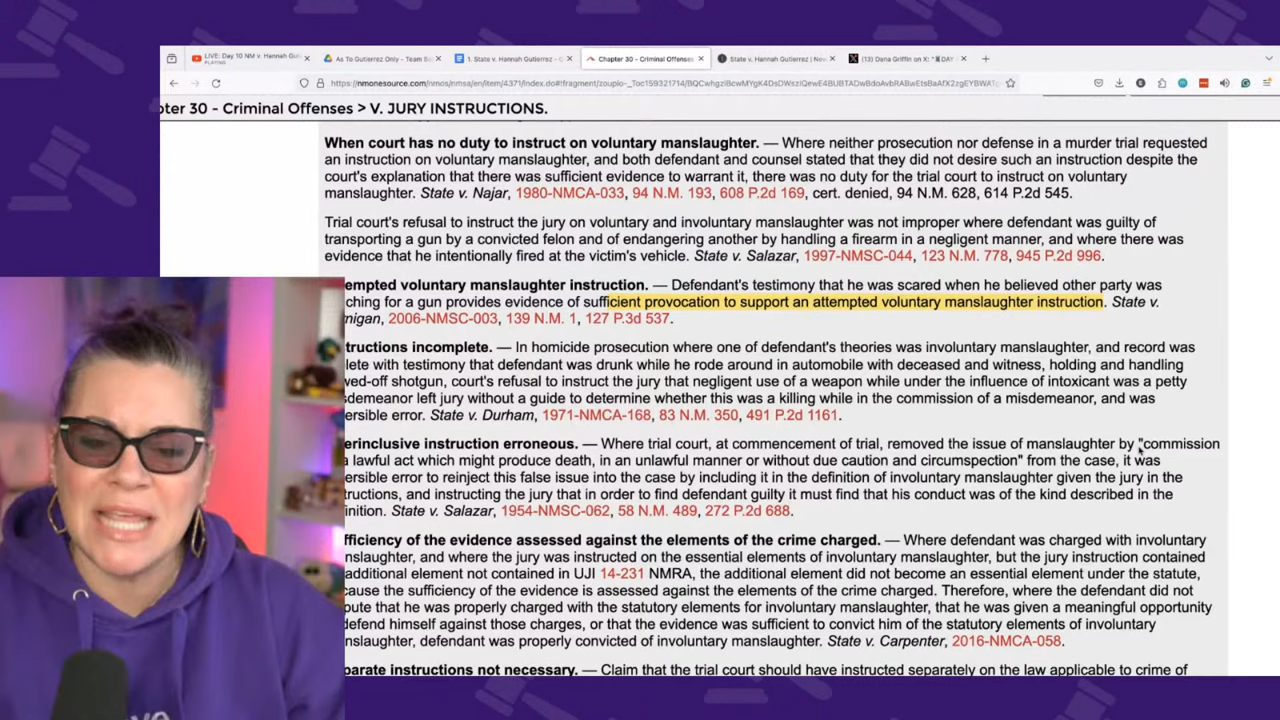 LIVE: Day 10 NM v. Hannah Guti
PLAYING
As To Gutierrez Only - Team S
1. State v. Hannah Gutierrez - C
Chapter 30 - Criminal Offenses
State v. Hannah Gutierrez | Nev
(13) Dana Griffin on X: "DAY
pter 30 - Criminal Offenses > V. JURY INSTRUCTIONS.
When court has no duty to instruct on voluntary manslaughter. — Where neither prosecution nor defense in a murder trial requested
an instruction on voluntary manslaughter, and both defendant and counsel stated that they did not desire such an instruction despite the
court's explanation that there was sufficient evidence to warrant it, there was no duty for the trial court to instruct on voluntary
manslaughter. State v. Najar, 1980-NMCA-033, 94 N.M. 193, 608 P.2d 169, cert. denied, 94 N.M. 628, 614 P.2d 545.
Trial court's refusal to instruct the jury on voluntary and involuntary manslaughter was not improper where defendant was guilty of
transporting a gun by a convicted felon and of endangering another by handling a firearm in a negligent manner, and where there was
evidence that he intentionally fired at the victim's vehicle. State v. Salazar, 1997-NMSC-044, 123 N.M. 778, 945 P.2d 996.
empted voluntary manslaughter instruction. — Defendant's testimony that he was scared when he believed other party was
ching for a gun provides evidence of sufficient provocation to support an attempted voluntary manslaughter instruction. State v.
nigan, 2006-NMSC-003, 139 N.M. 1, 127 P.3d 537.
tructions incomplete. — In homicide prosecution where one of defendant's theories was involuntary manslaughter, and record was
lete with testimony that defendant was drunk while he rode around in automobile with deceased and witness, holding and handling
wed-off shotgun, court's refusal to instruct the jury that negligent use of a weapon while under the influence of intoxicant was a petty
sdemeanor left jury without a guide to determine whether this was a killing while in the commission of a misdemeanor, and was
ersible error. State v. Durham, 1971-NMCA-168, 83 N.M. 350, 491 P.2d 1161.
erinclusive instruction erroneous. — Where trial court, at commencement of trial, removed the issue of manslaughter by "commission
a lawful act which might produce death, in an unlawful manner or without due caution and circumspection" from the case, it was
ersible error to reinject this false issue into the case by including it in the definition of involuntary manslaughter given the jury in the
tructions, and instructing the jury that in order to find defendant guilty it must find that his conduct was of the kind described in the
inition. State v. Salazar, 1954-NMSC-062, 58 N.M. 489, 272 P.2d 688.
fficiency of the evidence assessed against the elements of the crime charged. — Where defendant was charged with involuntary
nslaughter, and where the jury was instructed on the essential elements of involuntary manslaughter, but the jury instruction contained
additional element not contained in UJI 14-231 NMRA, the additional element did not become an essential element under the statute,
cause the sufficiency of the evidence is assessed against the elements of the crime charged. Therefore, where the defendant did not
pute that he was properly charged with the statutory elements for involuntary manslaughter, that he was given a meaningful opportunity
defend himself against those charges, or that the evidence was sufficient to convict him of the statutory elements of involuntary
nslaughter, defendant was properly convicted of involuntary manslaughter. State v. Carpenter, 2016-NMCA-058.
parate instructions not necessary. — Claim that the trial court should have instructed separately on the law applicable to crime of